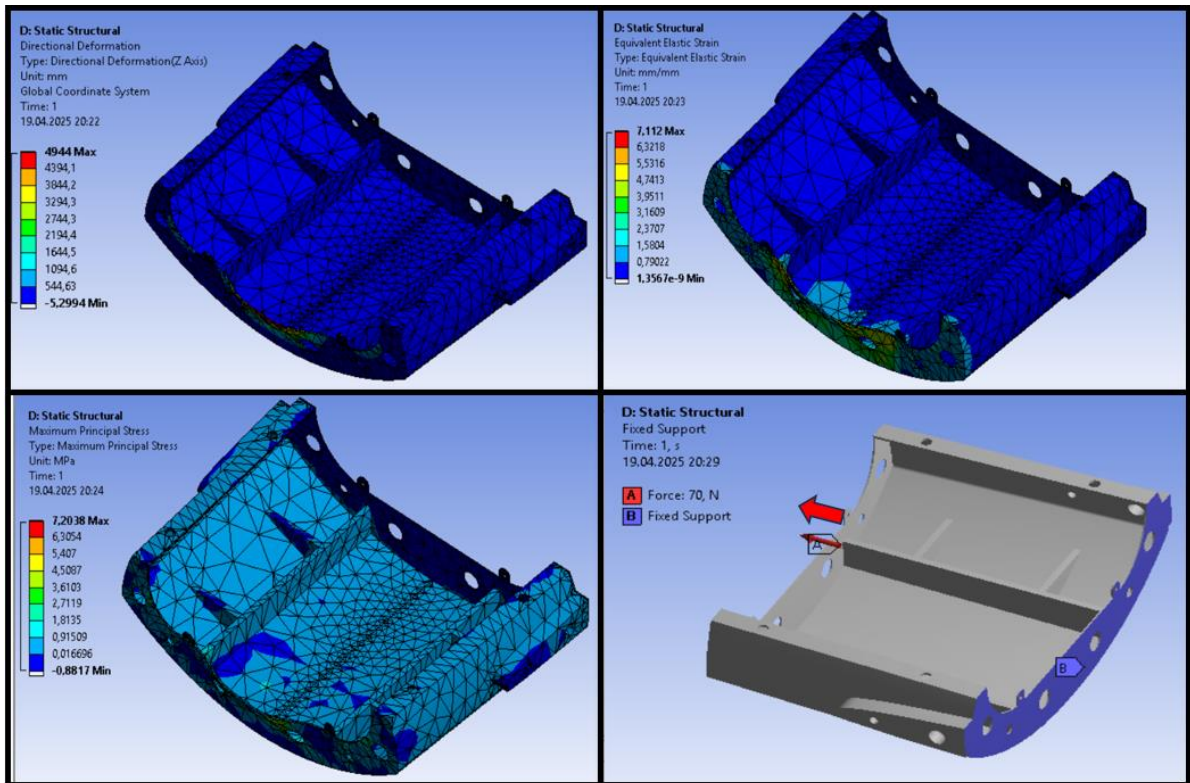 D: Static Structural
Directional Deformation
Type: Directional Deformation(Z Axis)
Unit: mm
Global Coordinate System
Time: 1
19.04.2025 20:22
4944 Max
4394,1
3844,2
3294,3
2744,3
2194,4
1644,5
1094,6
544,63
-5,2994 Min
D: Static Structural
Equivalent Elastic Strain
Type: Equivalent Elastic Strain
Unit: mm/mm
Time: 1
19.04.2025 20:23
7,112 Max
6,3218
5,5316
4,7413
3,9511
3,1609
2,3707
1,5804
0,79022
1,3567e-9 Min
D: Static Structural
Maximum Principal Stress
Type: Maximum Principal Stress
Unit: MPa
Time: 1
19.04.2025 20:24
7,2038 Max
6,3054
5,407
4,5087
3,6103
2,7119
1,8135
0,91509
0,016696
-0,8817 Min
D: Static Structural
Fixed Support
Time: 1, s
19.04.2025 20:29
A Force: 70, N
B Fixed Support
A
B